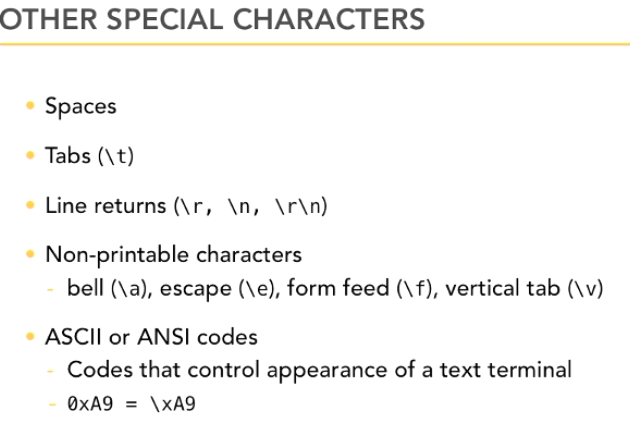 OTHER SPECIAL CHARACTERS
• Spaces
• Tabs (\t)
• Line returns (\r, \n, \r\n)
• Non-printable characters
- bell (\a), escape (\e), form feed (\f), vertical tab (\v)
• ASCII or ANSI codes
- Codes that control appearance of a text terminal
- 0xA9 = \xA9